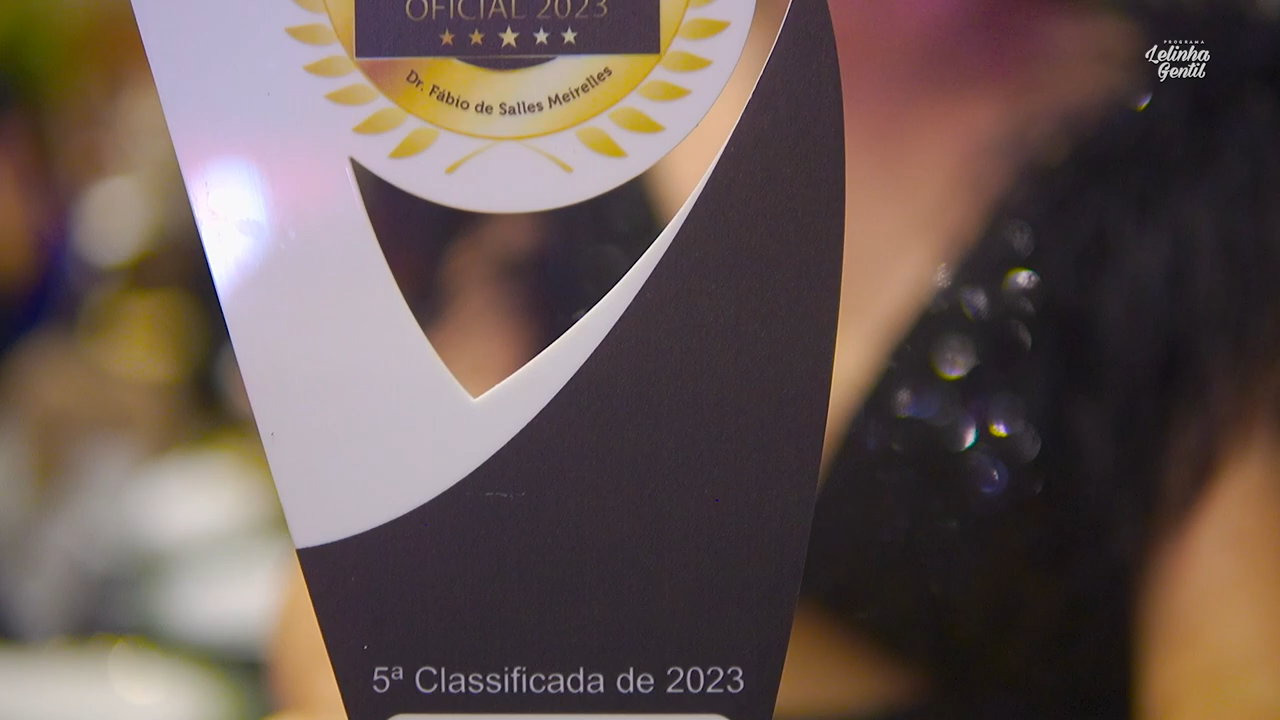 OFICIAL 2023
Dr. Fábio de Salles Meirelles
5ª Classificada de 2023
PROGRAMA
Lelinha
Gentil